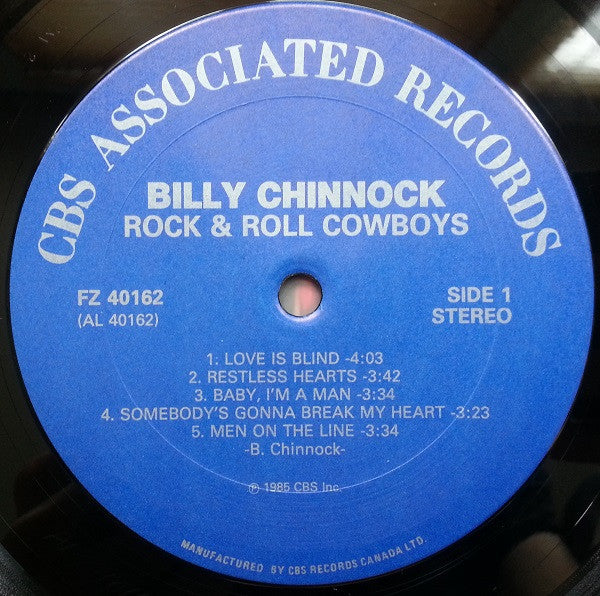 CBS ASSOCIATED RECORDS
BILLY CHINNOCK
ROCK & ROLL COWBOYS
FZ 40162
(AL 40162)
SIDE 1
STEREO
1. LOVE IS BLIND -4:03
2. RESTLESS HEARTS -3:42
3. BABY, I'M A MAN -3:34
4. SOMEBODY'S GONNA BREAK MY HEART -3:23
5. MEN ON THE LINE -3:34
-B. Chinnock-
℗ 1985 CBS Inc.
MANUFACTURED BY CBS RECORDS CANADA LTD.